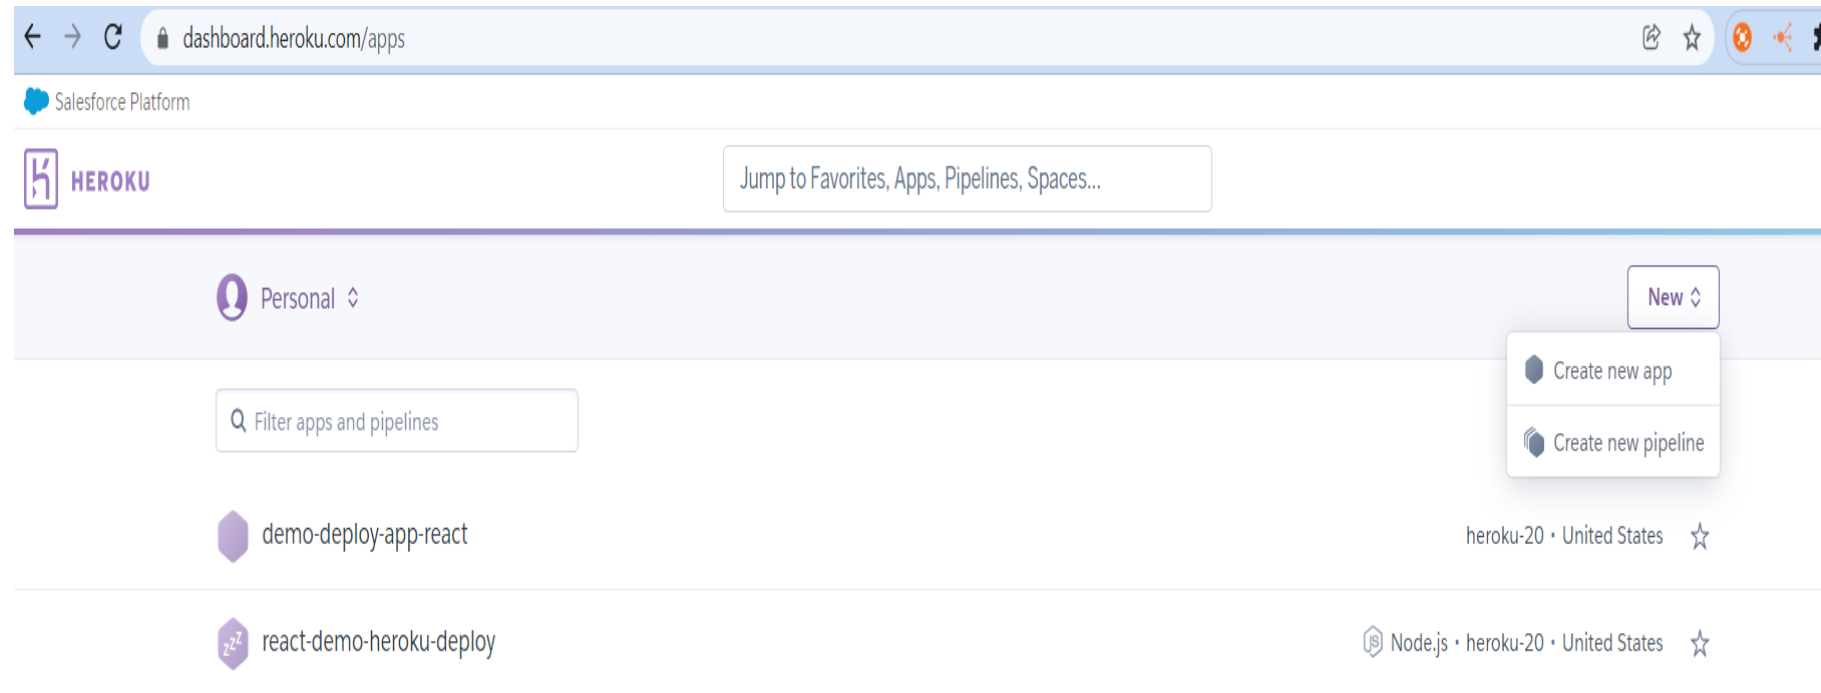 dashboard.heroku.com/apps
Salesforce Platform
HEROKU
Jump to Favorites, Apps, Pipelines, Spaces...
Personal
New
Create new app
Create new pipeline
Filter apps and pipelines
demo-deploy-app-react
heroku-20 • United States
zzZ
react-demo-heroku-deploy
JS Node.js • heroku-20 • United States